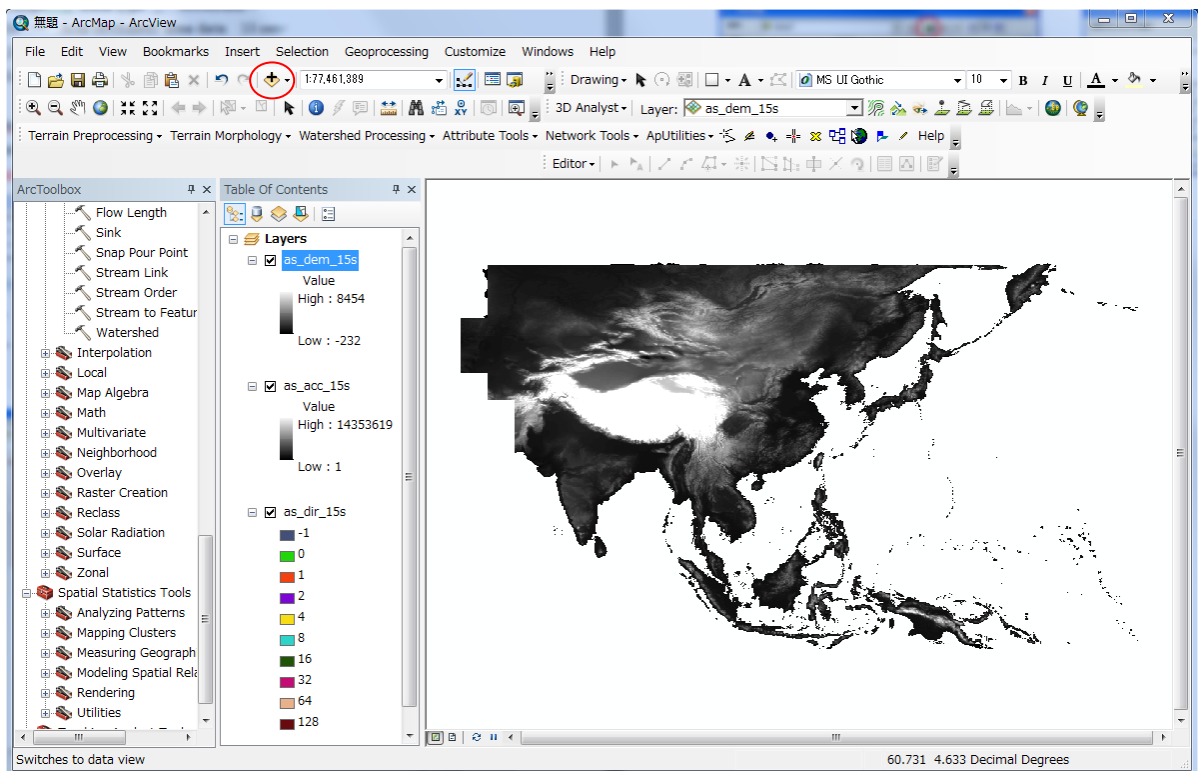 無題 - ArcMap - ArcView
File Edit View Bookmarks Insert Selection Geoprocessing Customize Windows Help
1:77,461,389 Drawing A MS UI Gothic 10 B I U A
3D Analyst Layer: as_dem_15s
Terrain Preprocessing Terrain Morphology Watershed Processing Attribute Tools Network Tools ApUtilities Help
Editor
ArcToolbox
Flow Length
Sink
Snap Pour Point
Stream Link
Stream Order
Stream to Featur
Watershed
Interpolation
Local
Map Algebra
Math
Multivariate
Neighborhood
Overlay
Raster Creation
Reclass
Solar Radiation
Surface
Zonal
Spatial Statistics Tools
Analyzing Patterns
Mapping Clusters
Measuring Geograph
Modeling Spatial Rela
Rendering
Utilities
Table Of Contents
Layers
as_dem_15s
Value
High : 8454
Low : -232
as_acc_15s
Value
High : 14353619
Low : 1
as_dir_15s
-1
0
1
2
4
8
16
32
64
128
Switches to data view
60.731 4.633 Decimal Degrees